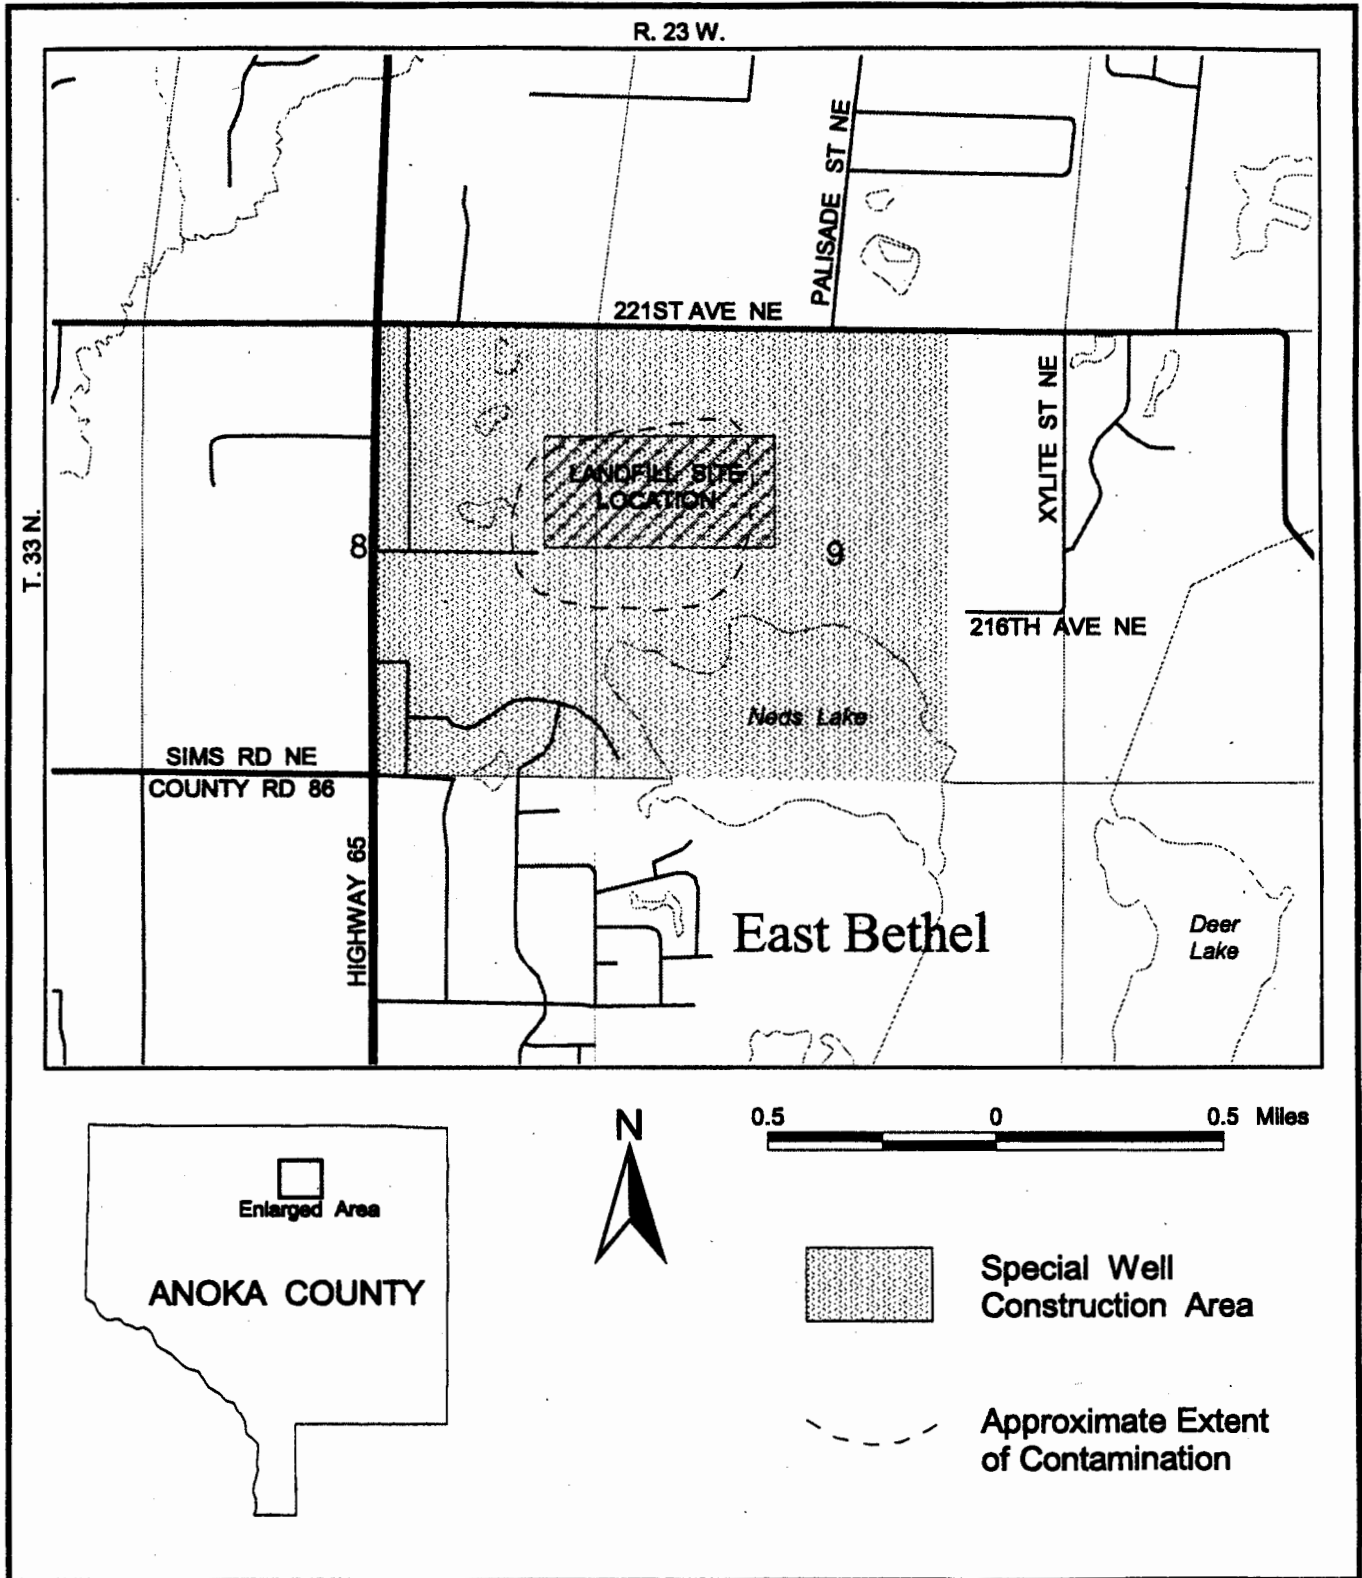 R. 23 W.
PALISADE ST NE
221ST AVE NE
XYLITE ST NE
LANDFILL SITE
LOCATION
T. 33 N.
8
9
216TH AVE NE
Neds Lake
SIMS RD NE
COUNTY RD 86
HIGHWAY 65
East Bethel
Deer
Lake
N
0.5 0 0.5 Miles
Enlarged Area
ANOKA COUNTY
Special Well
Construction Area
Approximate Extent
of Contamination